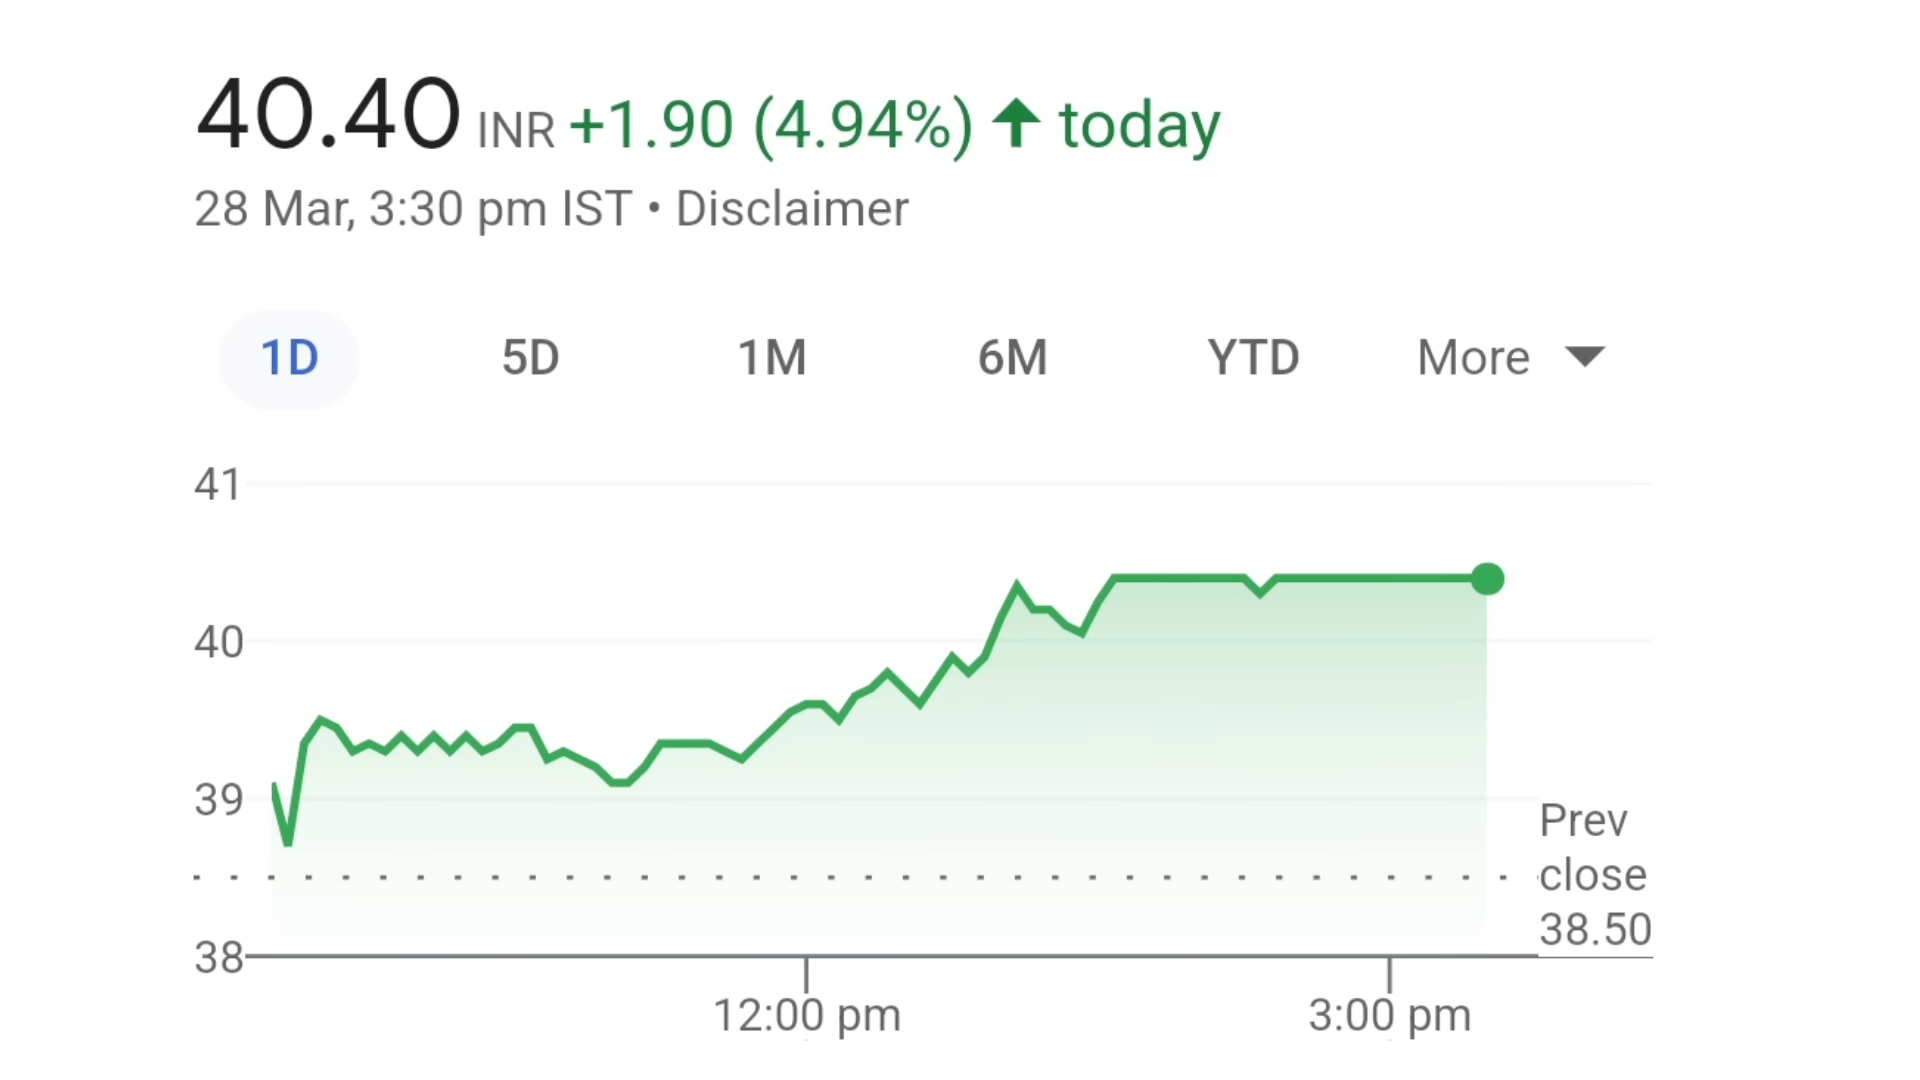 40.40 INR +1.90 (4.94%) ↑ today
28 Mar, 3:30 pm IST • Disclaimer
1D 5D 1M 6M YTD More
41
40
39
38
Prev
close
38.50
12:00 pm 3:00 pm